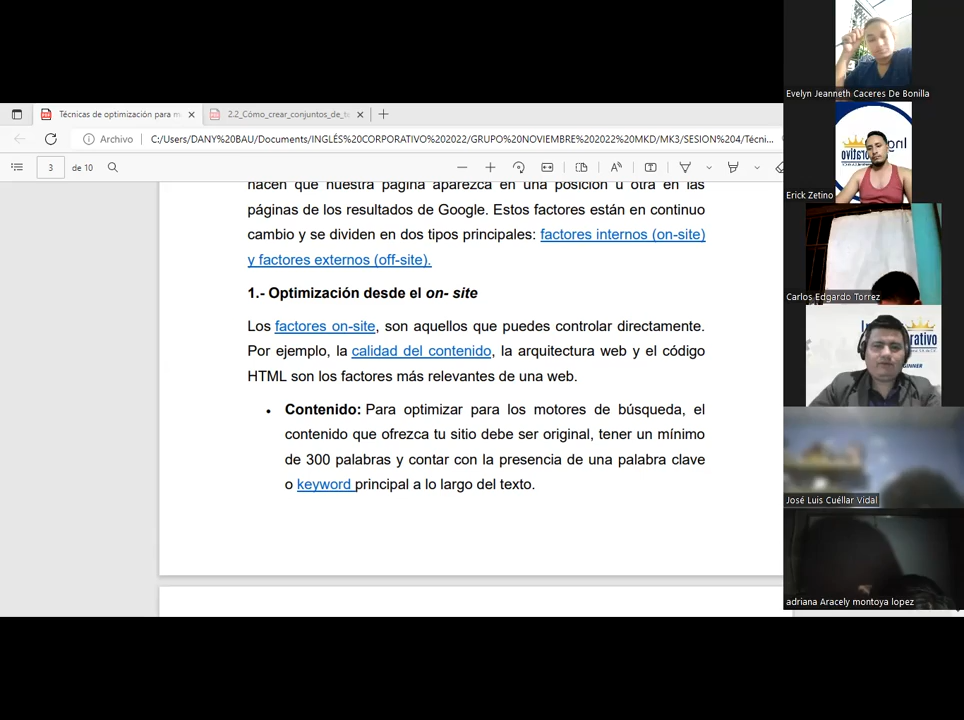 Técnicas de optimización para m
2.2_Cómo_crear_conjuntos_de_t
Archivo
C:/Users/DANY%20BAU/Documents/INGLÉS%20CORPORATIVO%202022/GRUPO%20NOVIEMBRE%202022%20MKD/MK3/SESION%204/Técni...
3 de 10
hacen que nuestra página aparezca en una posición u otra en las
páginas de los resultados de Google. Estos factores están en continuo
cambio y se dividen en dos tipos principales: factores internos (on-site)
y factores externos (off-site).
1.- Optimización desde el on- site
Los factores on-site, son aquellos que puedes controlar directamente.
Por ejemplo, la calidad del contenido, la arquitectura web y el código
HTML son los factores más relevantes de una web.
• Contenido: Para optimizar para los motores de búsqueda, el
contenido que ofrezca tu sitio debe ser original, tener un mínimo
de 300 palabras y contar con la presencia de una palabra clave
o keyword principal a lo largo del texto.
Evelyn Jeanneth Caceres De Bonilla
Erick Zetino
Carlos Edgardo Torrez
José Luis Cuéllar Vidal
adriana Aracely montoya lopez